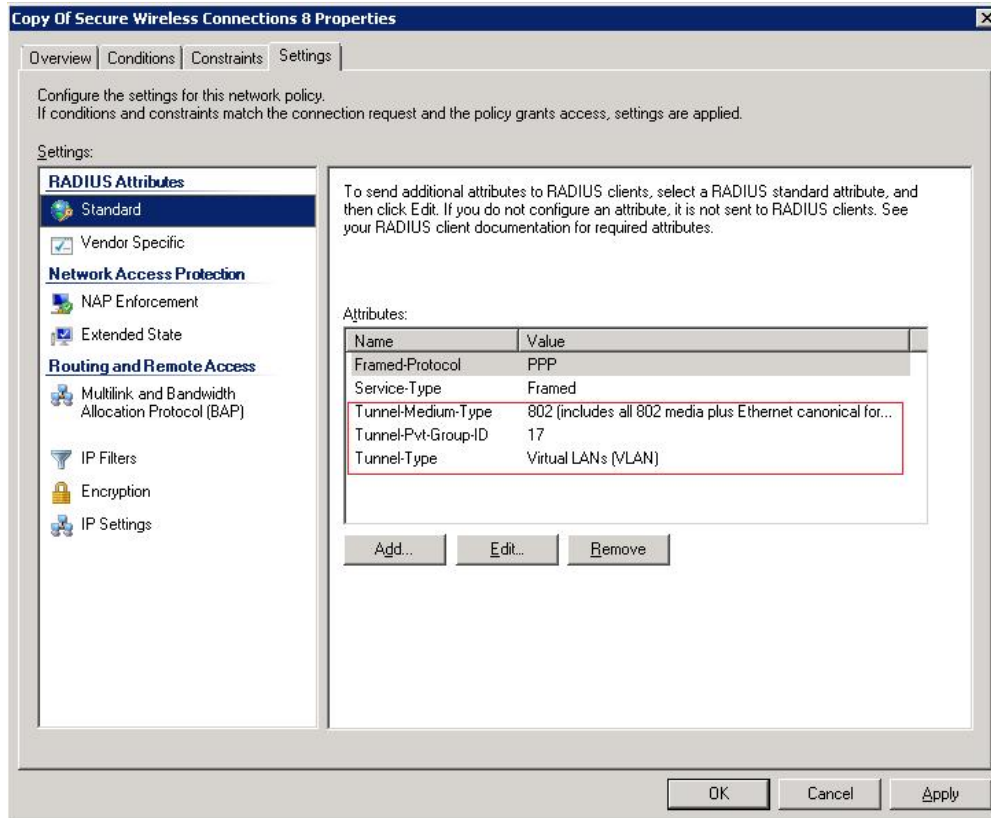 Copy Of Secure Wireless Connections 8 Properties
Overview Conditions Constraints Settings
Configure the settings for this network policy.
If conditions and constraints match the connection request and the policy grants access, settings are applied.
Settings:
RADIUS Attributes
Standard
Vendor Specific
Network Access Protection
NAP Enforcement
Extended State
Routing and Remote Access
Multilink and Bandwidth
Allocation Protocol (BAP)
IP Filters
Encryption
IP Settings
To send additional attributes to RADIUS clients, select a RADIUS standard attribute, and
then click Edit. If you do not configure an attribute, it is not sent to RADIUS clients. See
your RADIUS client documentation for required attributes.
Attributes:
Name Value
Framed-Protocol PPP
Service-Type Framed
Tunnel-Medium-Type 802 (includes all 802 media plus Ethernet canonical for...
Tunnel-Pvt-Group-ID 17
Tunnel-Type Virtual LANs (VLAN)
Add... Edit... Remove
OK Cancel Apply